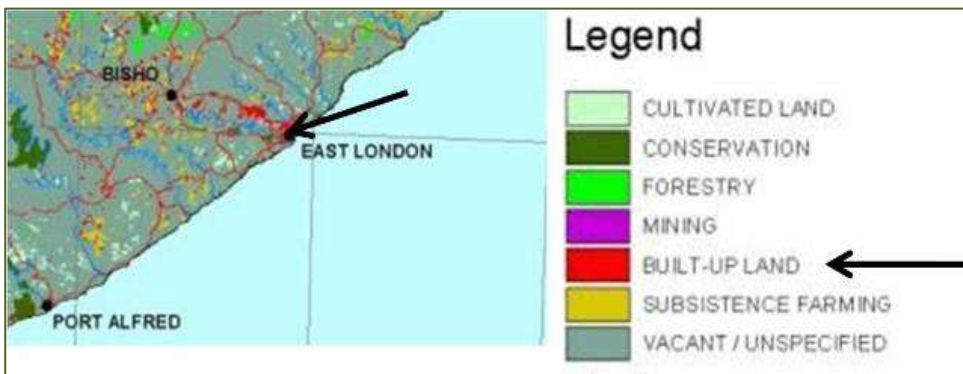 BISHO
EAST LONDON
PORT ALFRED
Legend
CULTIVATED LAND
CONSERVATION
FORESTRY
MINING
BUILT-UP LAND
SUBSISTENCE FARMING
VACANT / UNSPECIFIED